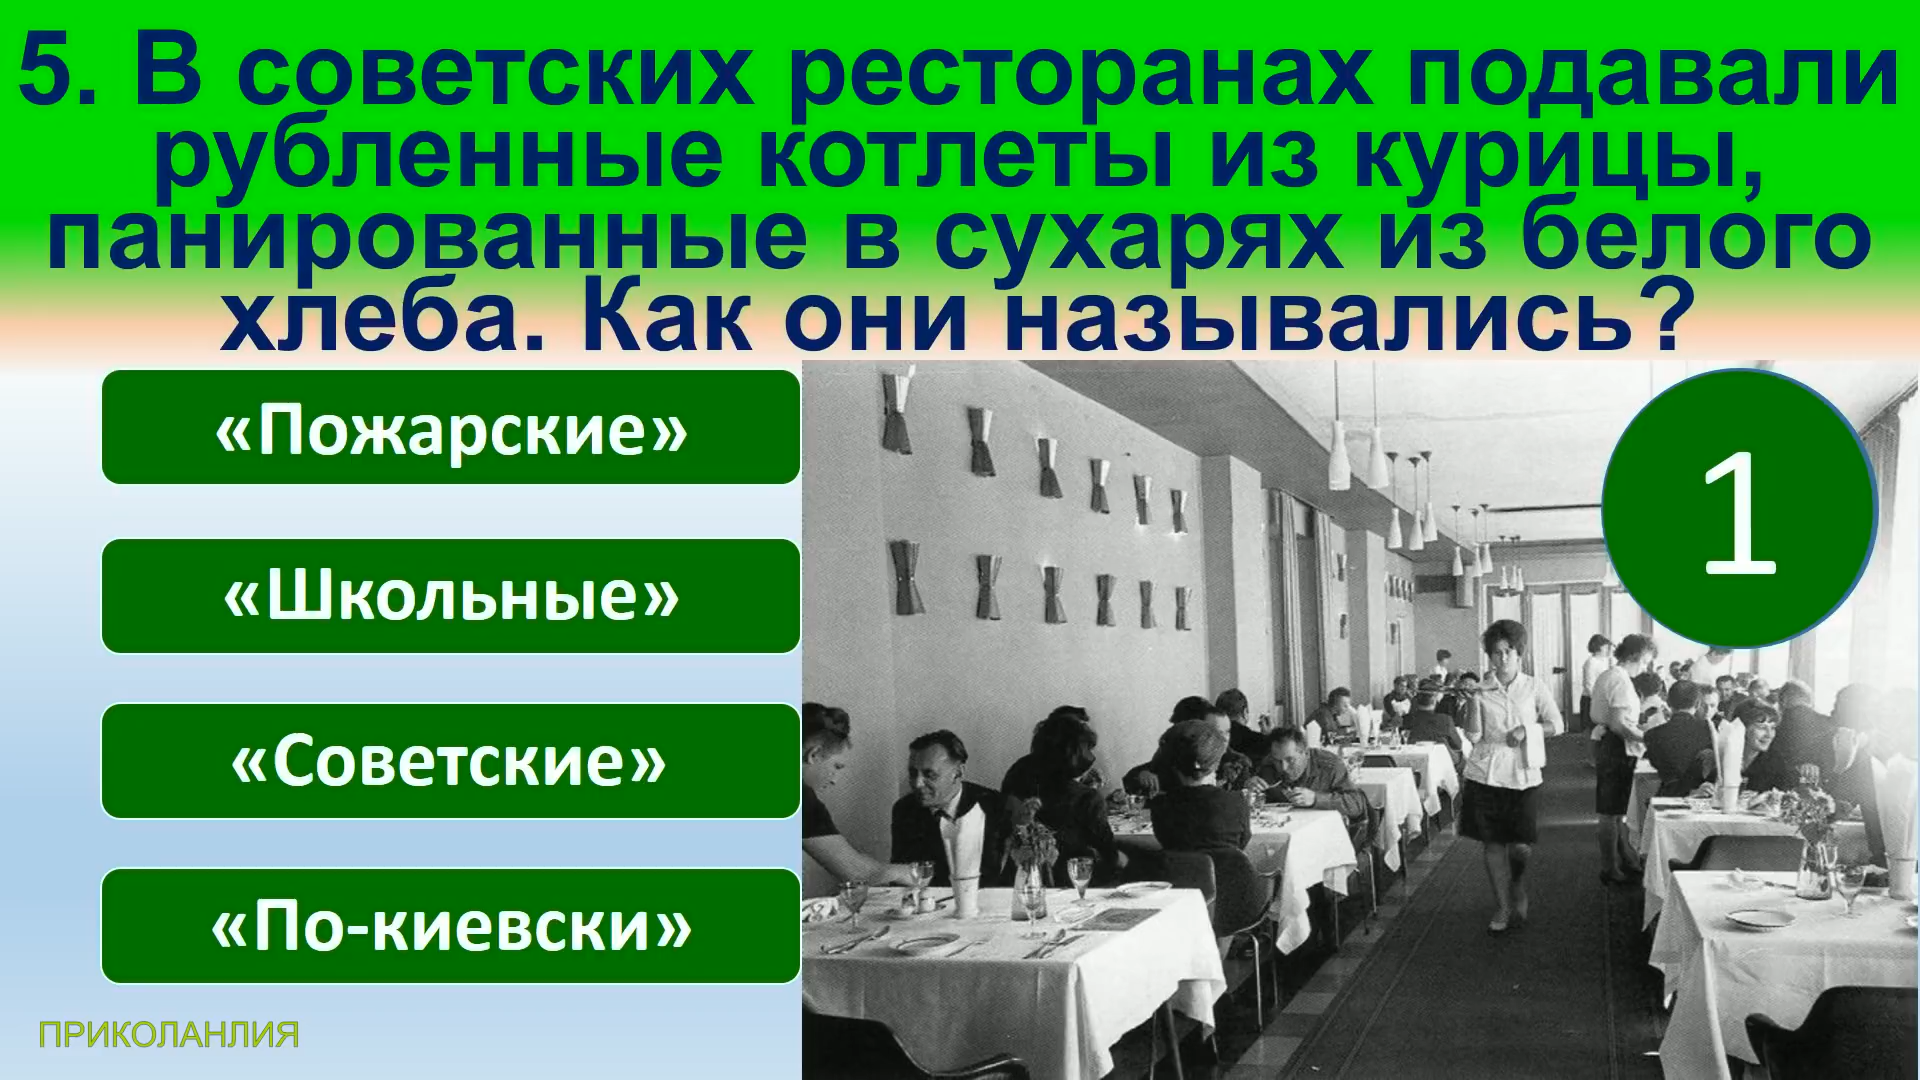 5. В советских ресторанах подавали
рубленные котлеты из курицы,
панированные в сухарях из белого
хлеба. Как они назывались?
«Пожарские»
1
«Школьные»
«Советские»
«По-киевски»
ПРИКОЛАНЛИЯ